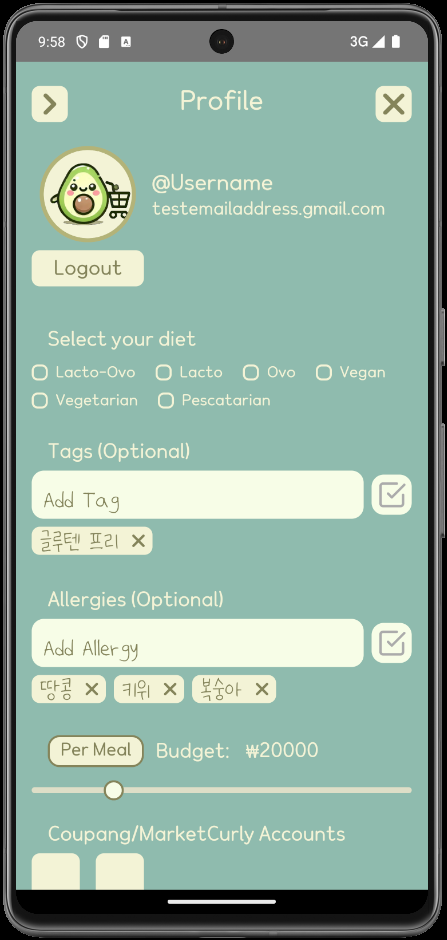 9:58 A 3G
Profile
@Username
testemailaddress.gmail.com
Logout
Select your diet
Lacto-Ovo Lacto Ovo Vegan
Vegetarian Pescatarian
Tags (Optional)
Add Tag
글루텐 프리
Allergies (Optional)
Add Allergy
땅콩 키위 복숭아
Per Meal Budget: ₩20000
Coupang/MarketCurly Accounts